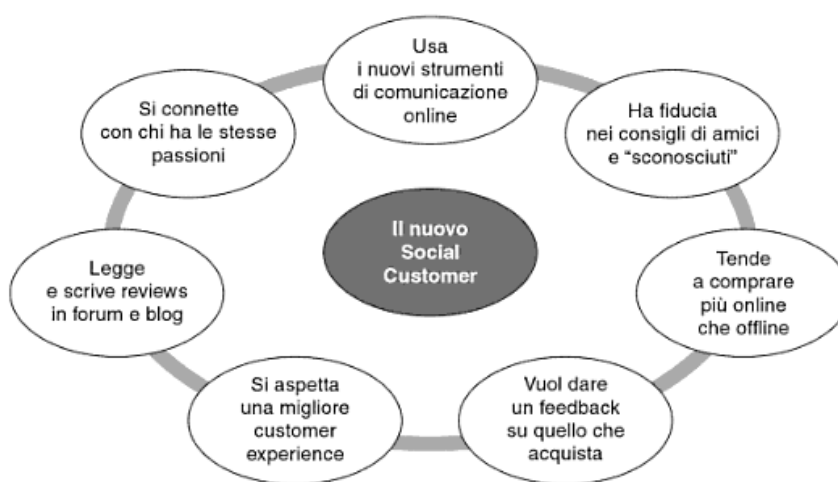 Usa
i nuovi strumenti
di comunicazione
online
Ha fiducia
nei consigli di amici
e “sconosciuti”
Tende
a comprare
più online
che offline
Vuol dare
un feedback
su quello che
acquista
Si aspetta
una migliore
customer
experience
Legge
e scrive reviews
in forum e blog
Si connette
con chi ha le stesse
passioni
Il nuovo
Social
Customer